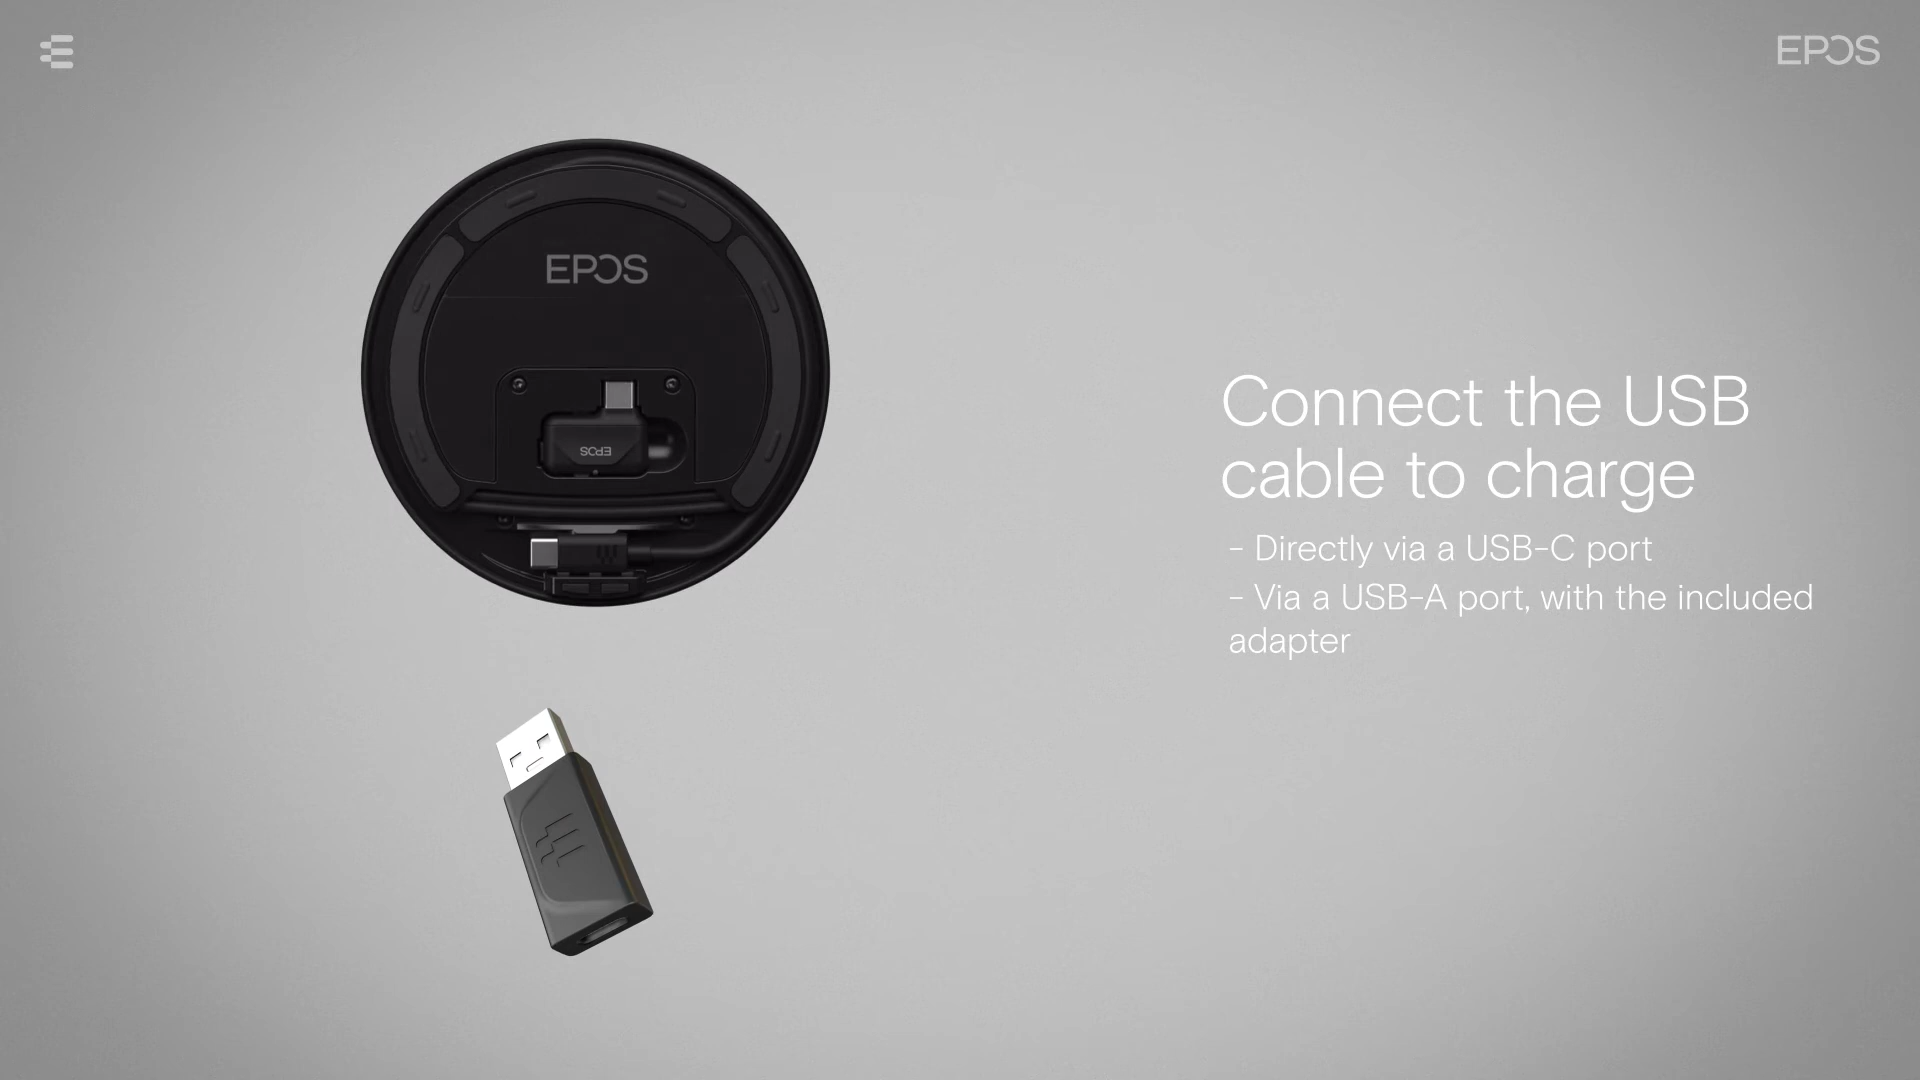 EPOS
EPOS
EPOS
Connect the USB
cable to charge
- Directly via a USB-C port
- Via a USB-A port, with the included
adapter